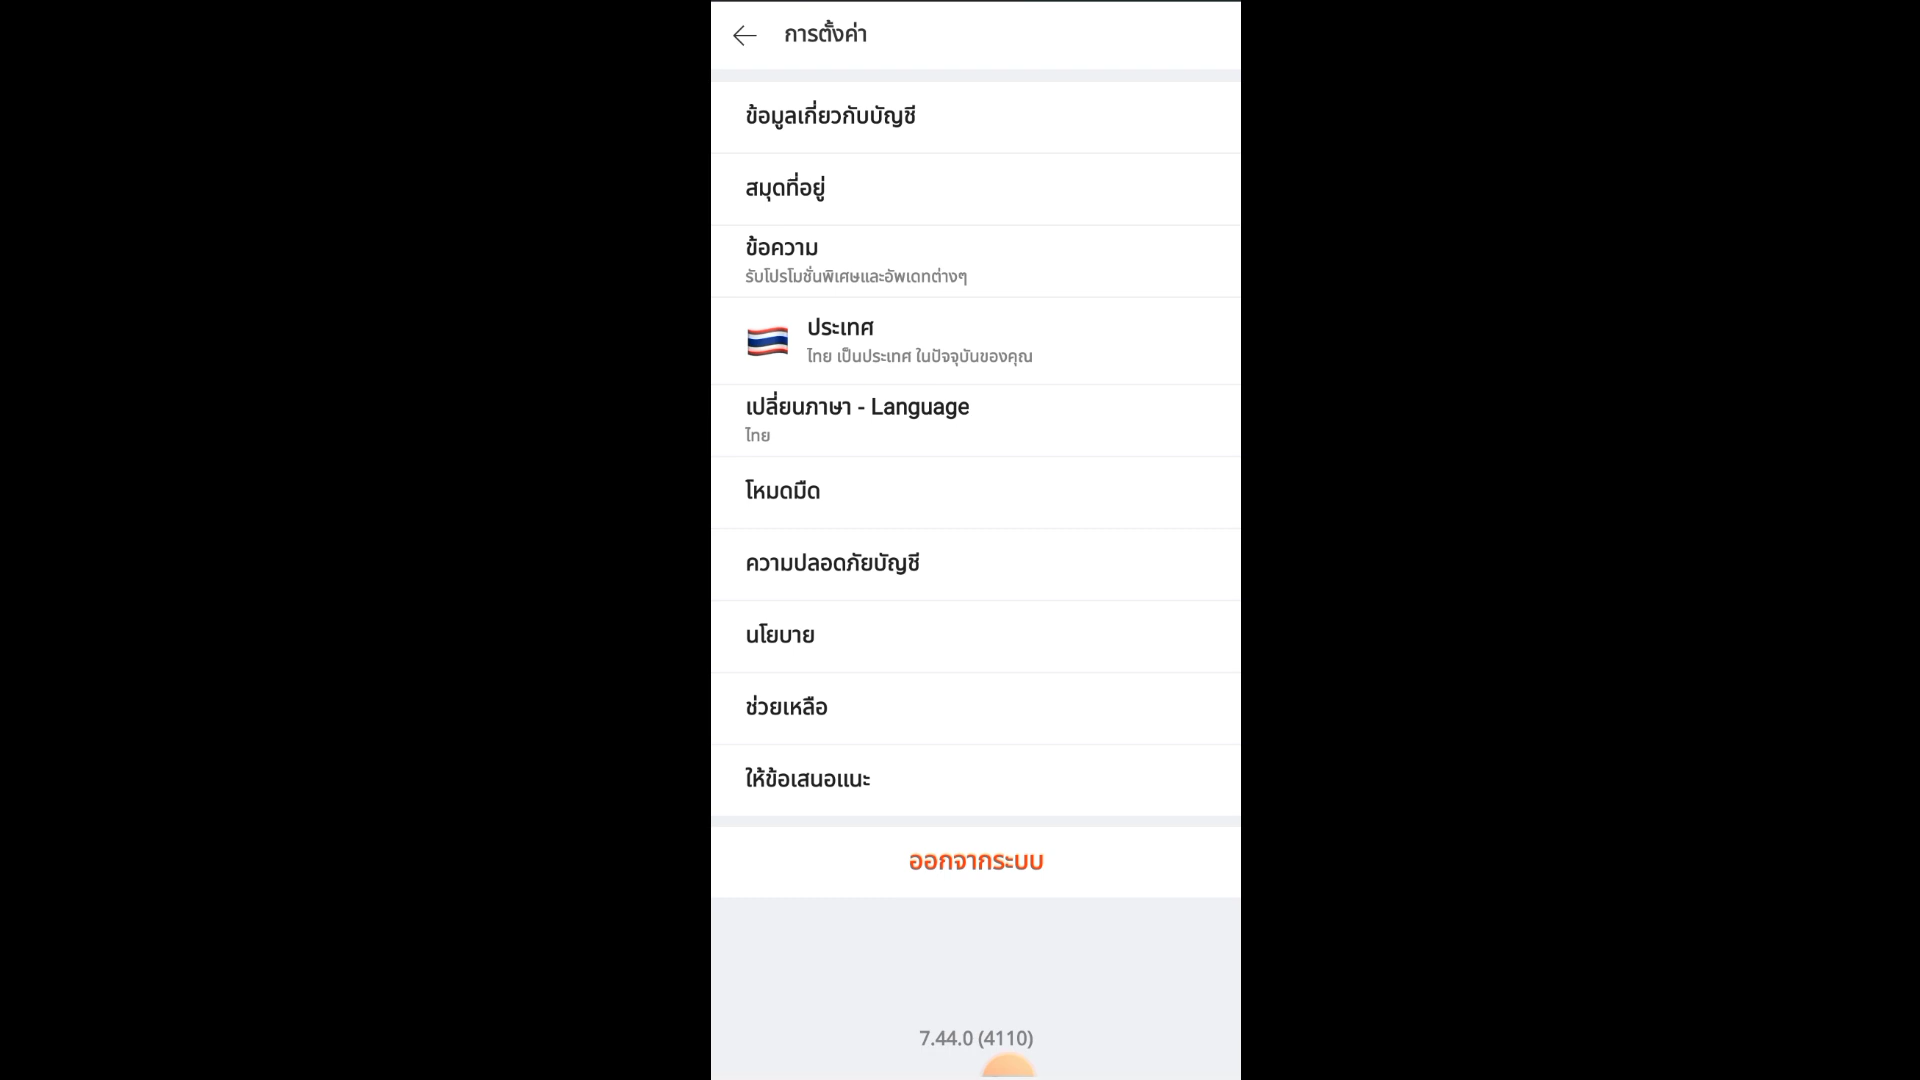 การตั้งค่า
ข้อมูลเกี่ยวกับบัญชี
สมุดที่อยู่
ข้อความ
รับโปรโมชั่นพิเศษและอัพเดทต่างๆ
ประเทศ
ไทย เป็นประเทศ ในปัจจุบันของคุณ
เปลี่ยนภาษา - Language
ไทย
โหมดมืด
ความปลอดภัยบัญชี
นโยบาย
ช่วยเหลือ
ให้ข้อเสนอแนะ
ออกจากระบบ
7.44.0 (4110)